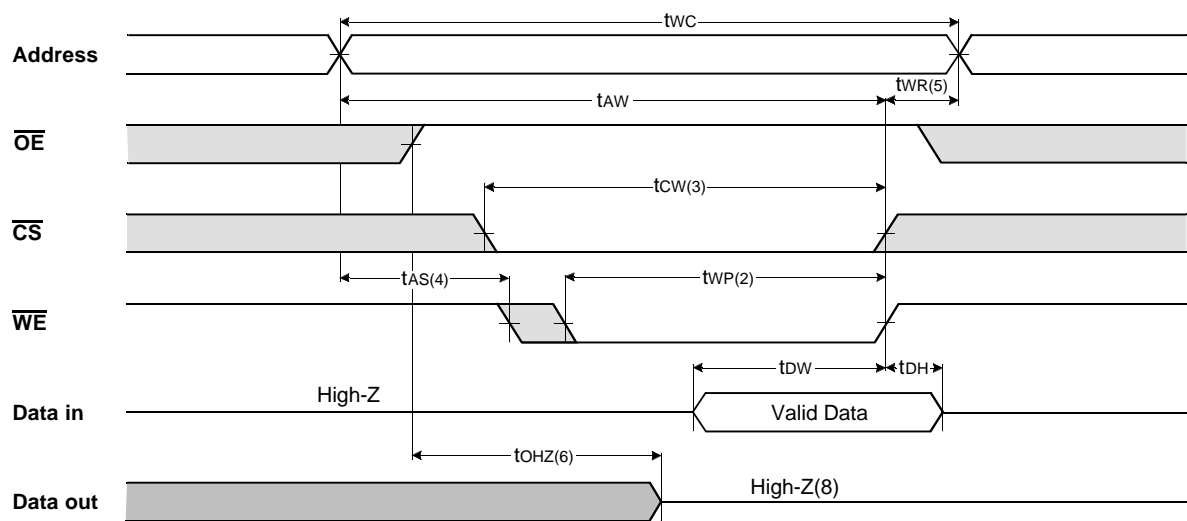 tWC
Address
tWR(5)
tAW
OE
tCW(3)
CS
tAS(4)
tWP(2)
WE
tDW
tDH
High-Z
Data in
Valid Data
tOHZ(6)
High-Z(8)
Data out